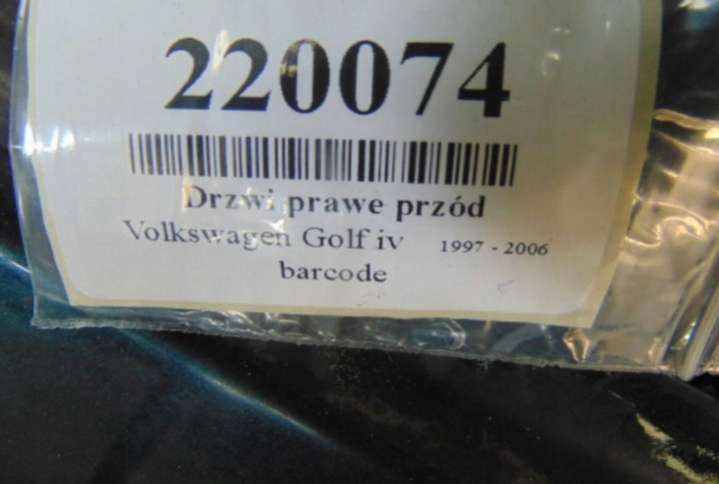 220074
Drzwi prawe przód
Volkswagen Golf iv 1997 - 2006
barcode